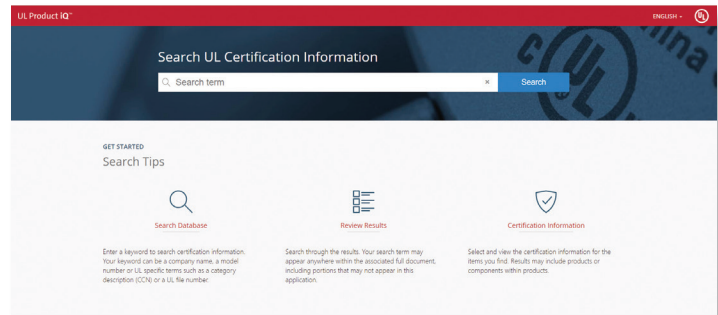 UL Product iQ™
ENGLISH
UL
Search UL Certification Information
Search term
×
Search
GET STARTED
Search Tips
Search Database
Review Results
Certification Information
Enter a keyword to search certification information.
Your keyword can be a company name, a model
number or UL specific terms such as a category
description (CCN) or a UL file number.
Search through the results. Your search term may
appear anywhere within the associated full document,
including portions that may not appear in this
application.
Select and view the certification information for the
items you find. Results may include products or
components within products.